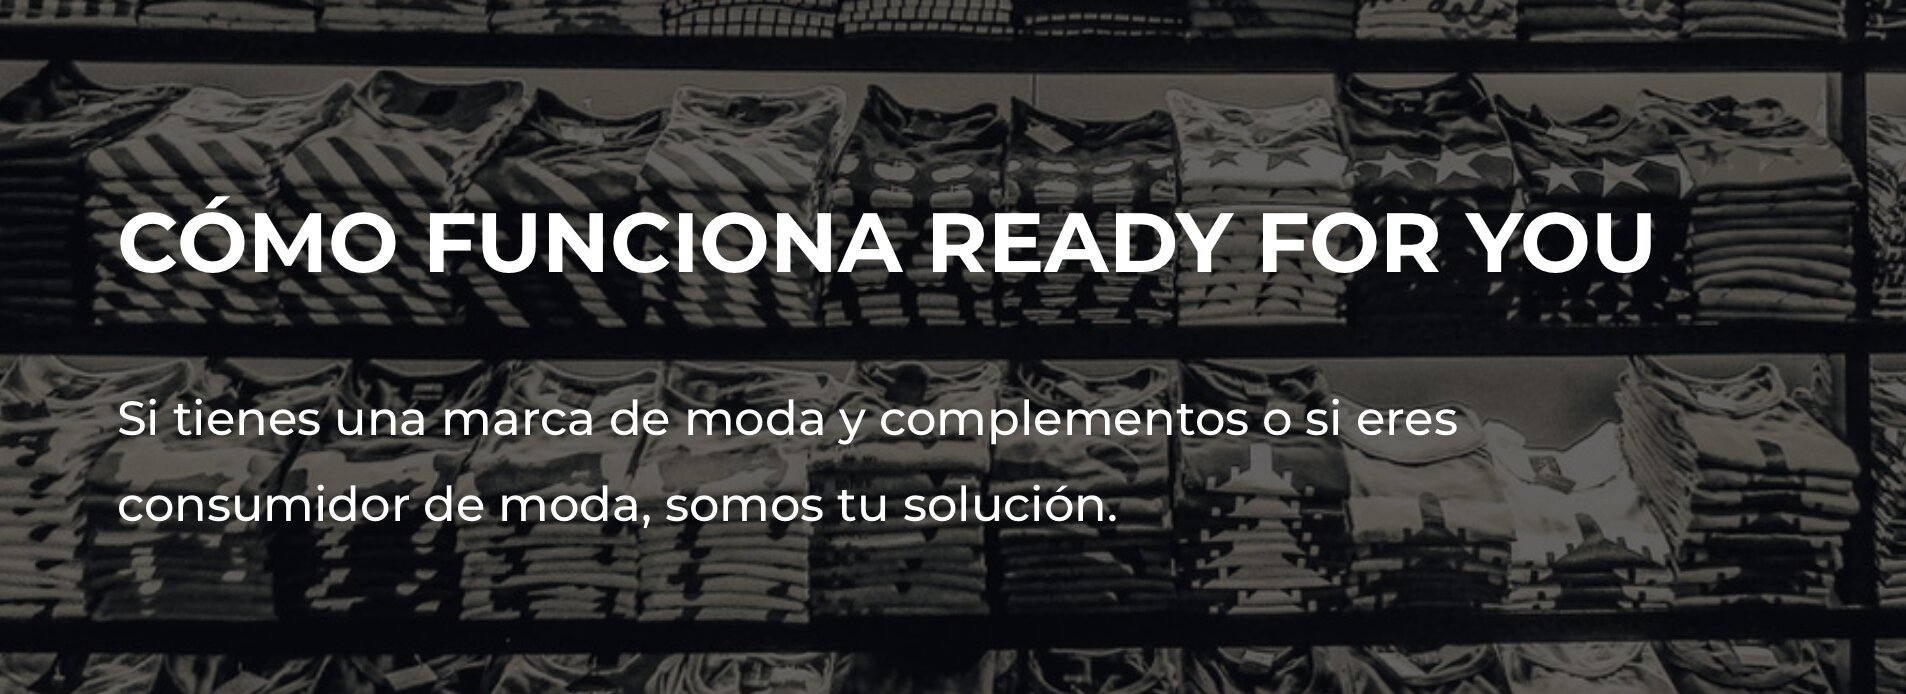 CÓMO FUNCIONA READY FOR YOU
Si tienes una marca de moda y complementos o si eres
consumidor de moda, somos tu solución.